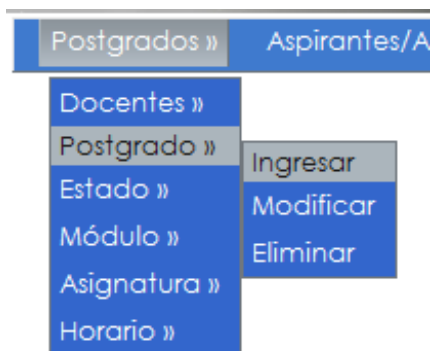 Postgrados » Aspirantes/A
Docentes »
Postgrado »
Ingresar
Estado »
Modificar
Módulo »
Eliminar
Asignatura »
Horario »